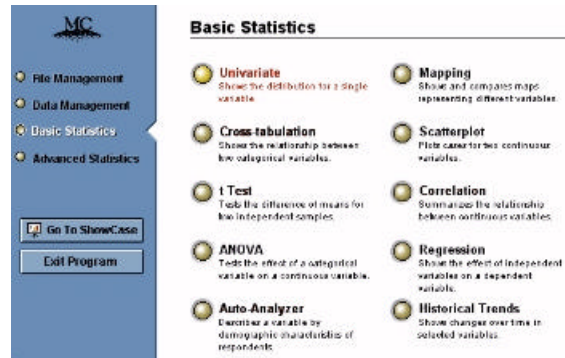 MC
File Management
Data Management
Basic Statistics
Advanced Statistics
Go To ShowCase
Exit Program
Basic Statistics
Univariate
Shows the distribution for a single
variable
Cross-tabulation
Shows the relationship between
two categorical variables.
t Test
Tests the difference of means for
two independent samples.
ANOVA
Tests the effect of a categorical
variable on a continuous variable.
Auto-Analyzer
Describes a variable by
demographic characteristics of
respondents.
Mapping
Shows and compares maps
representing different variables.
Scatterplot
Plots cases for two continuous
variables.
Correlation
Summarizes the relationship
between continuous variables.
Regression
Shows the effect of independent
variables on a dependent
variable.
Historical Trends
Shows changes over time in
selected variables.